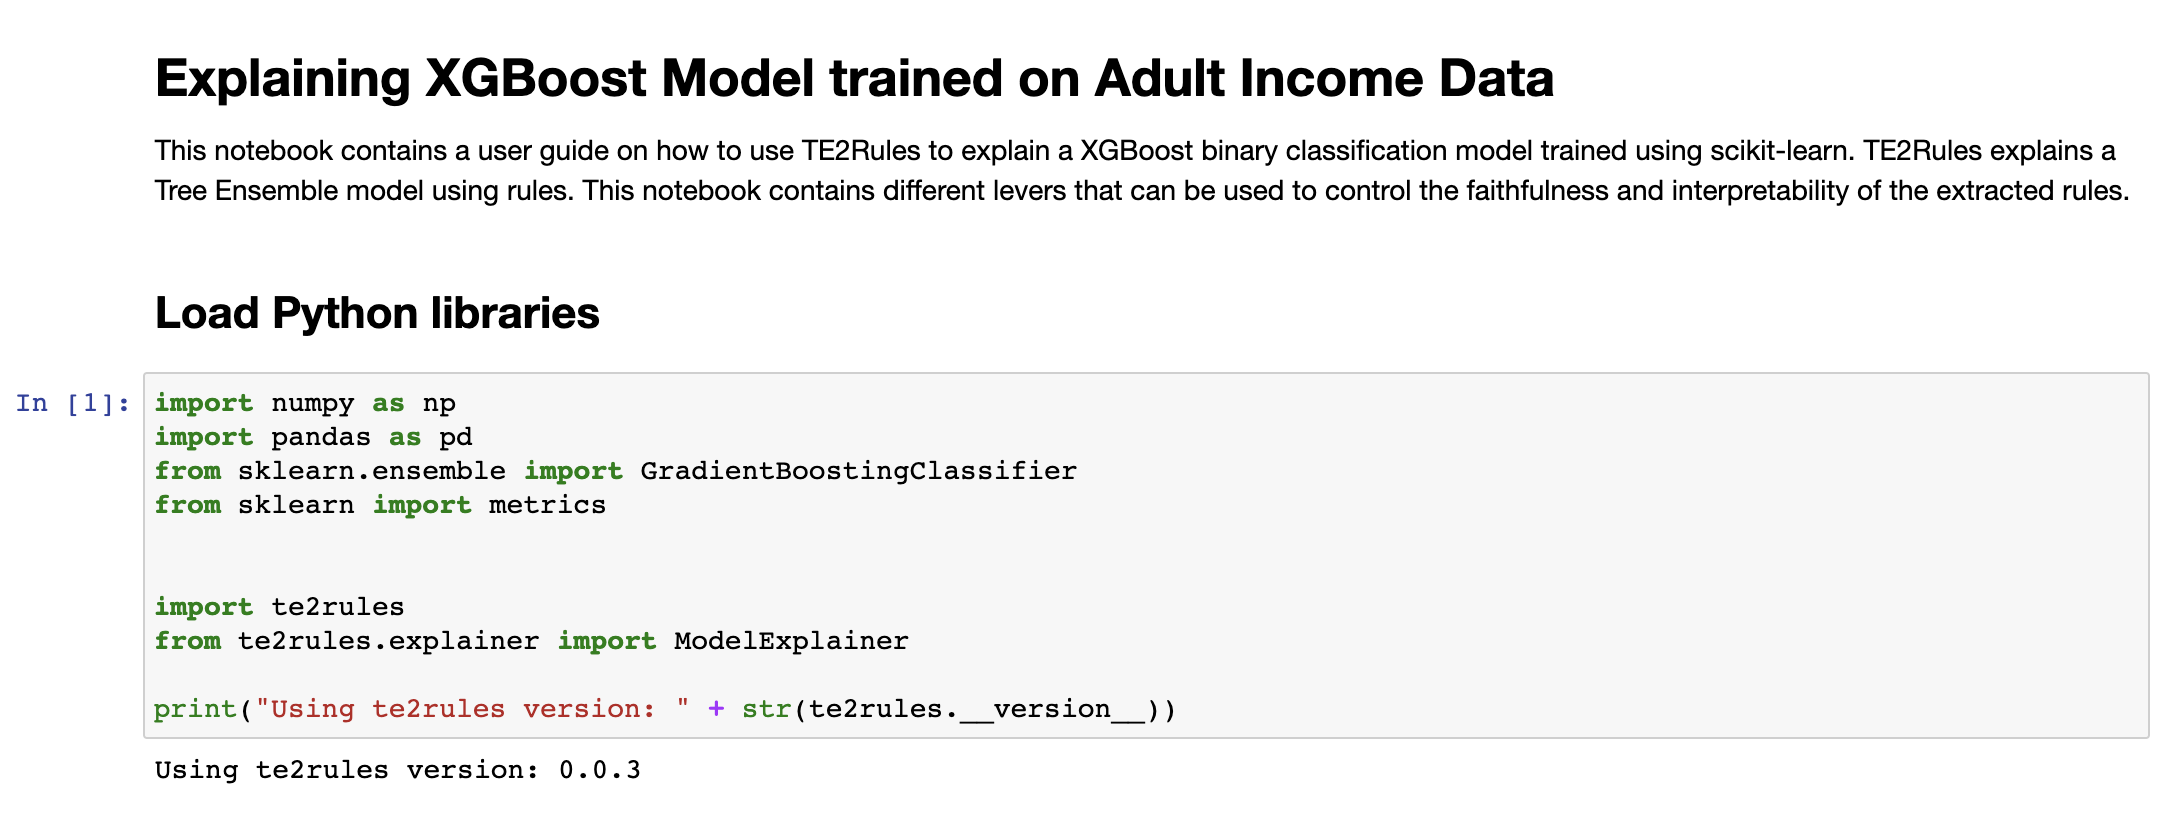 Explaining XGBoost Model trained on Adult Income Data
This notebook contains a user guide on how to use TE2Rules to explain a XGBoost binary classification model trained using scikit-learn. TE2Rules explains a
Tree Ensemble model using rules. This notebook contains different levers that can be used to control the faithfulness and interpretability of the extracted rules.
Load Python libraries
In [1]: import numpy as np
import pandas as pd
from sklearn.ensemble import GradientBoostingClassifier
from sklearn import metrics
import te2rules
from te2rules.explainer import ModelExplainer
print("Using te2rules version: " + str(te2rules.__version__))
Using te2rules version: 0.0.3